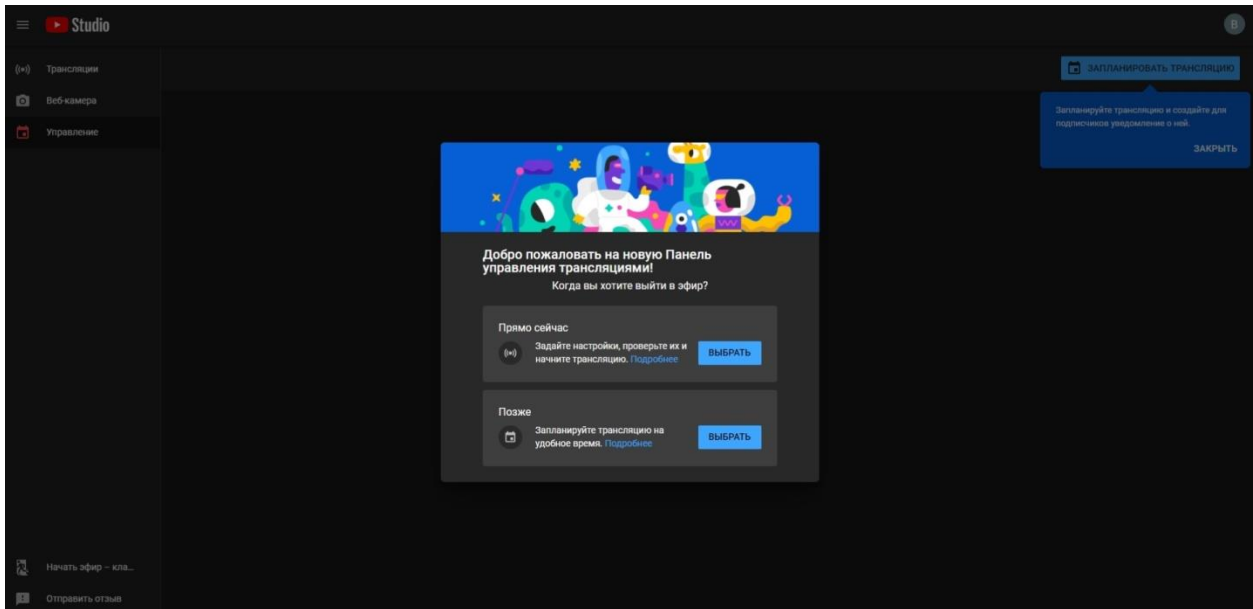 Studio
B
Трансляции
Веб-камера
Управление
ЗАПЛАНИРОВАТЬ ТРАНСЛЯЦИЮ
Запланируйте трансляцию и создайте для
подписчиков уведомление о ней.
ЗАКРЫТЬ
Добро пожаловать на новую Панель
управления трансляциями!
Когда вы хотите выйти в эфир?
Прямо сейчас
Задайте настройки, проверьте их и
начните трансляцию. Подробнее
ВЫБРАТЬ
Позже
Запланируйте трансляцию на
удобное время. Подробнее
ВЫБРАТЬ
Начать эфир – кла...
Отправить отзыв